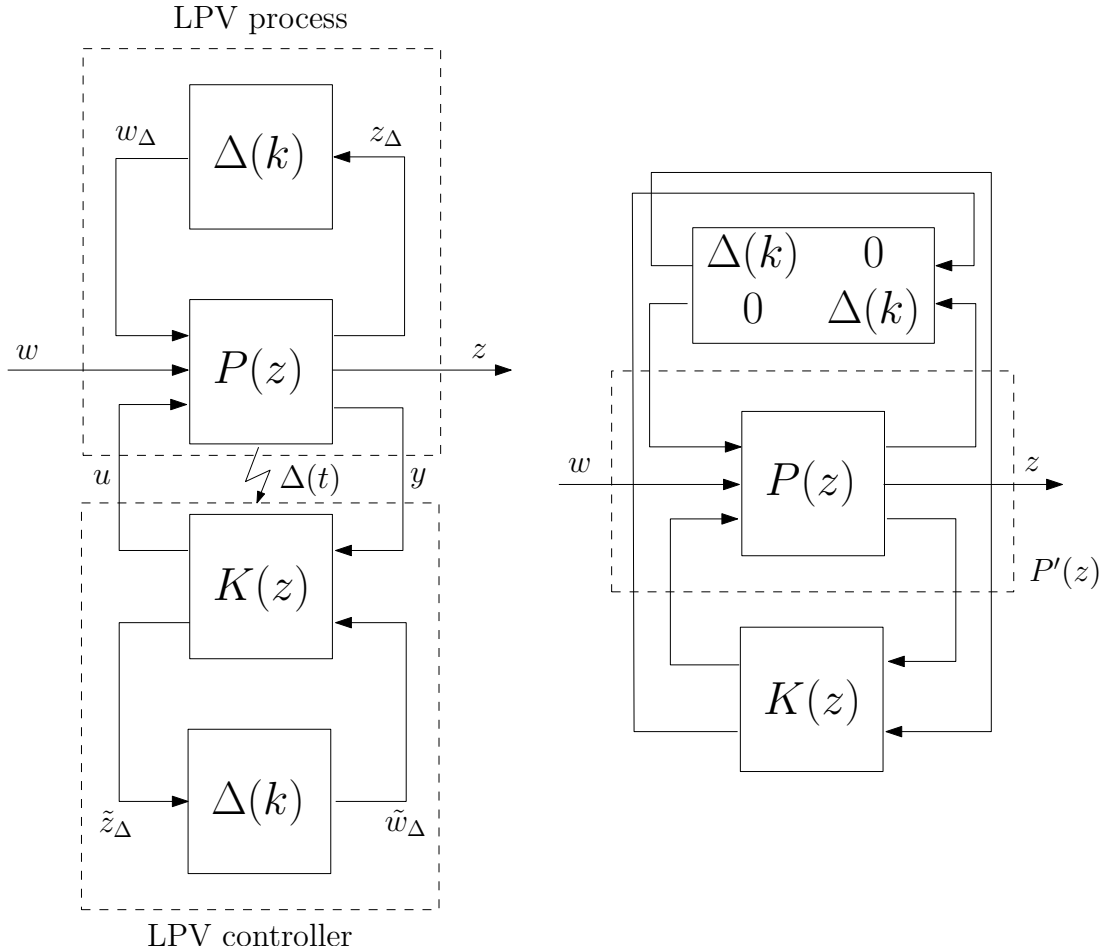 LPV process
w_Δ
Δ(k)
z_Δ
w
P(z)
z
u
Δ(t)
y
K(z)
z̃_Δ
Δ(k)
w̃_Δ
LPV controller
Δ(k) 0
0 Δ(k)
w
P(z)
z
P′(z)
K(z)